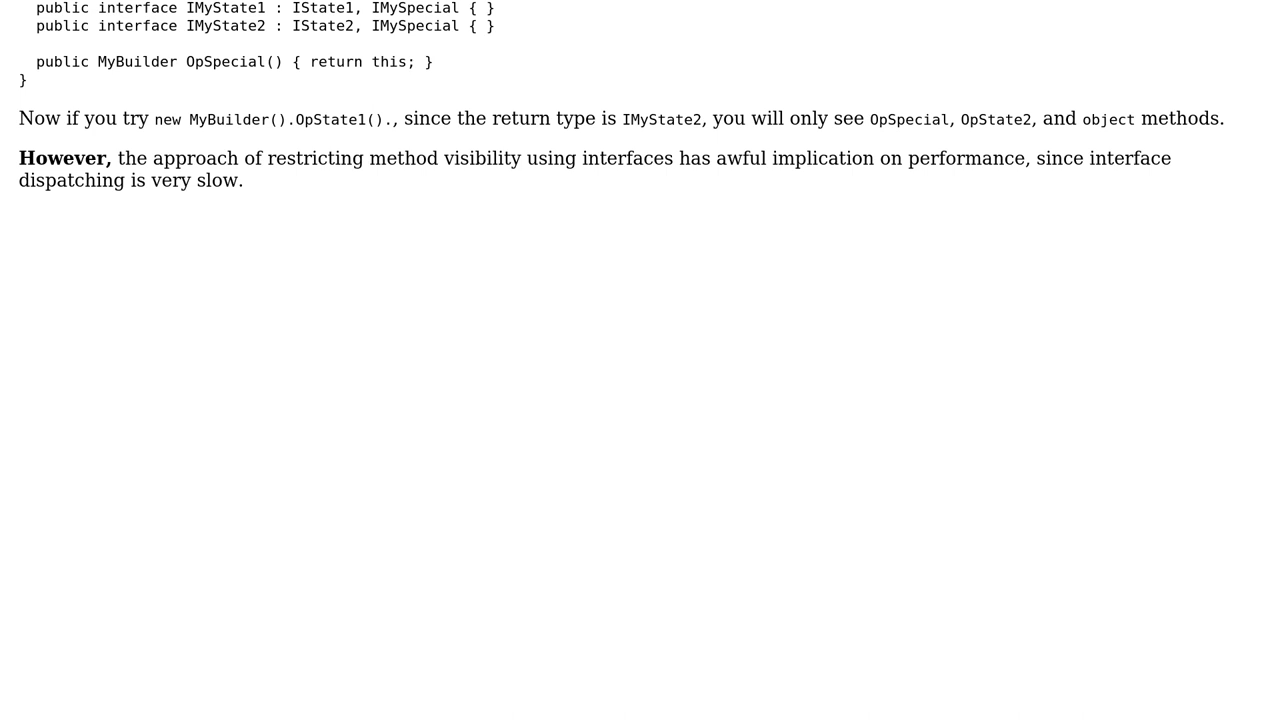 public interface IMyState1 : IState1, IMySpecial { }
public interface IMyState2 : IState2, IMySpecial { }
public MyBuilder OpSpecial() { return this; }
}
Now if you try new MyBuilder().OpState1()., since the return type is IMyState2, you will only see OpSpecial, OpState2, and object methods.
However, the approach of restricting method visibility using interfaces has awful implication on performance, since interface
dispatching is very slow.